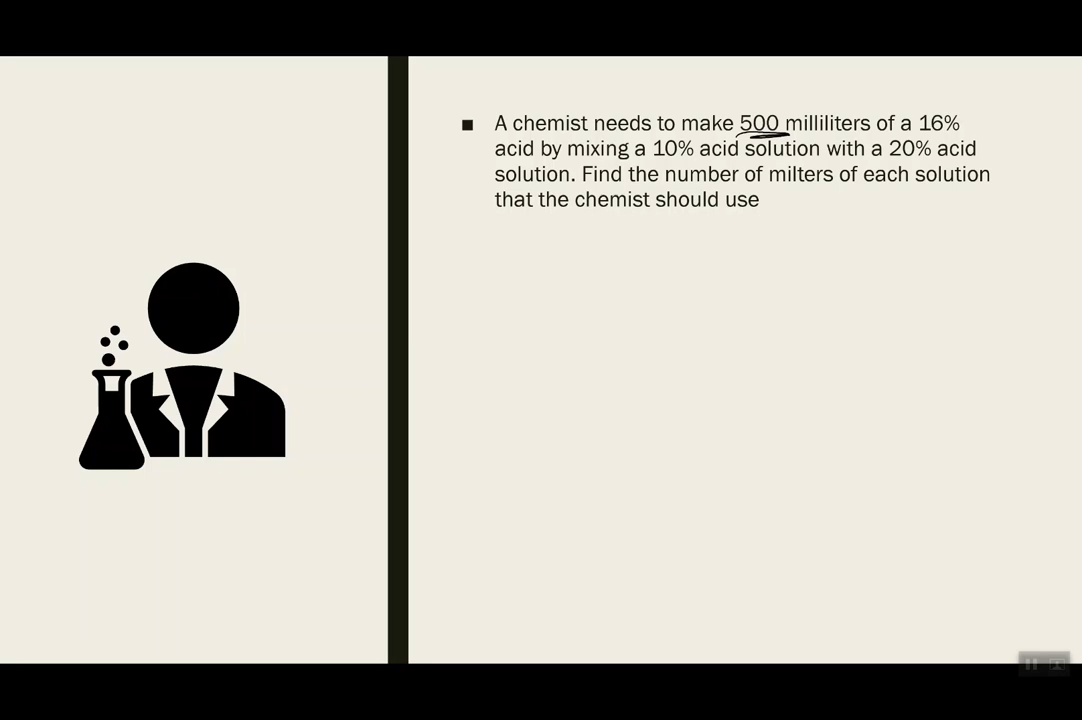 A chemist needs to make 500 milliliters of a 16%
acid by mixing a 10% acid solution with a 20% acid
solution. Find the number of milters of each solution
that the chemist should use